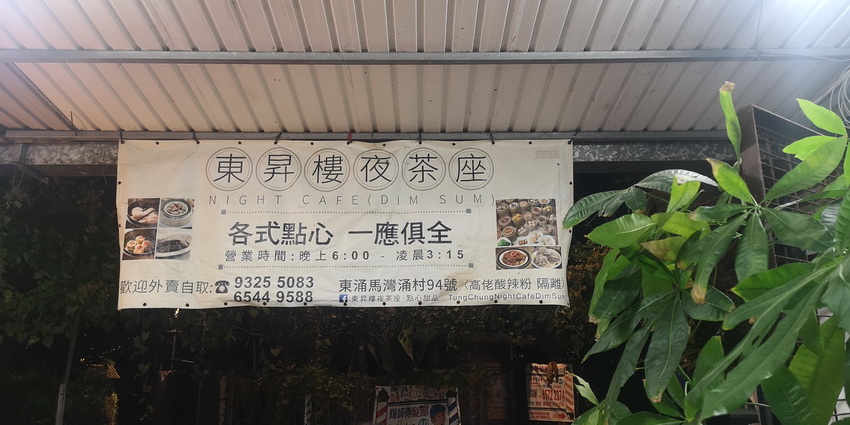 東昇樓夜茶座
NIGHT CAFE(DIM SUM)
各式點心 一應俱全
營業時間:晚上6:00 - 凌晨3:15
歡迎外賣自取:☎ 9325 5083
6544 9588
東涌馬灣涌村94號 (高佬酸辣粉 隔離)
東昇樓夜茶座 點心甜品 TungChungNightCafeDimSum